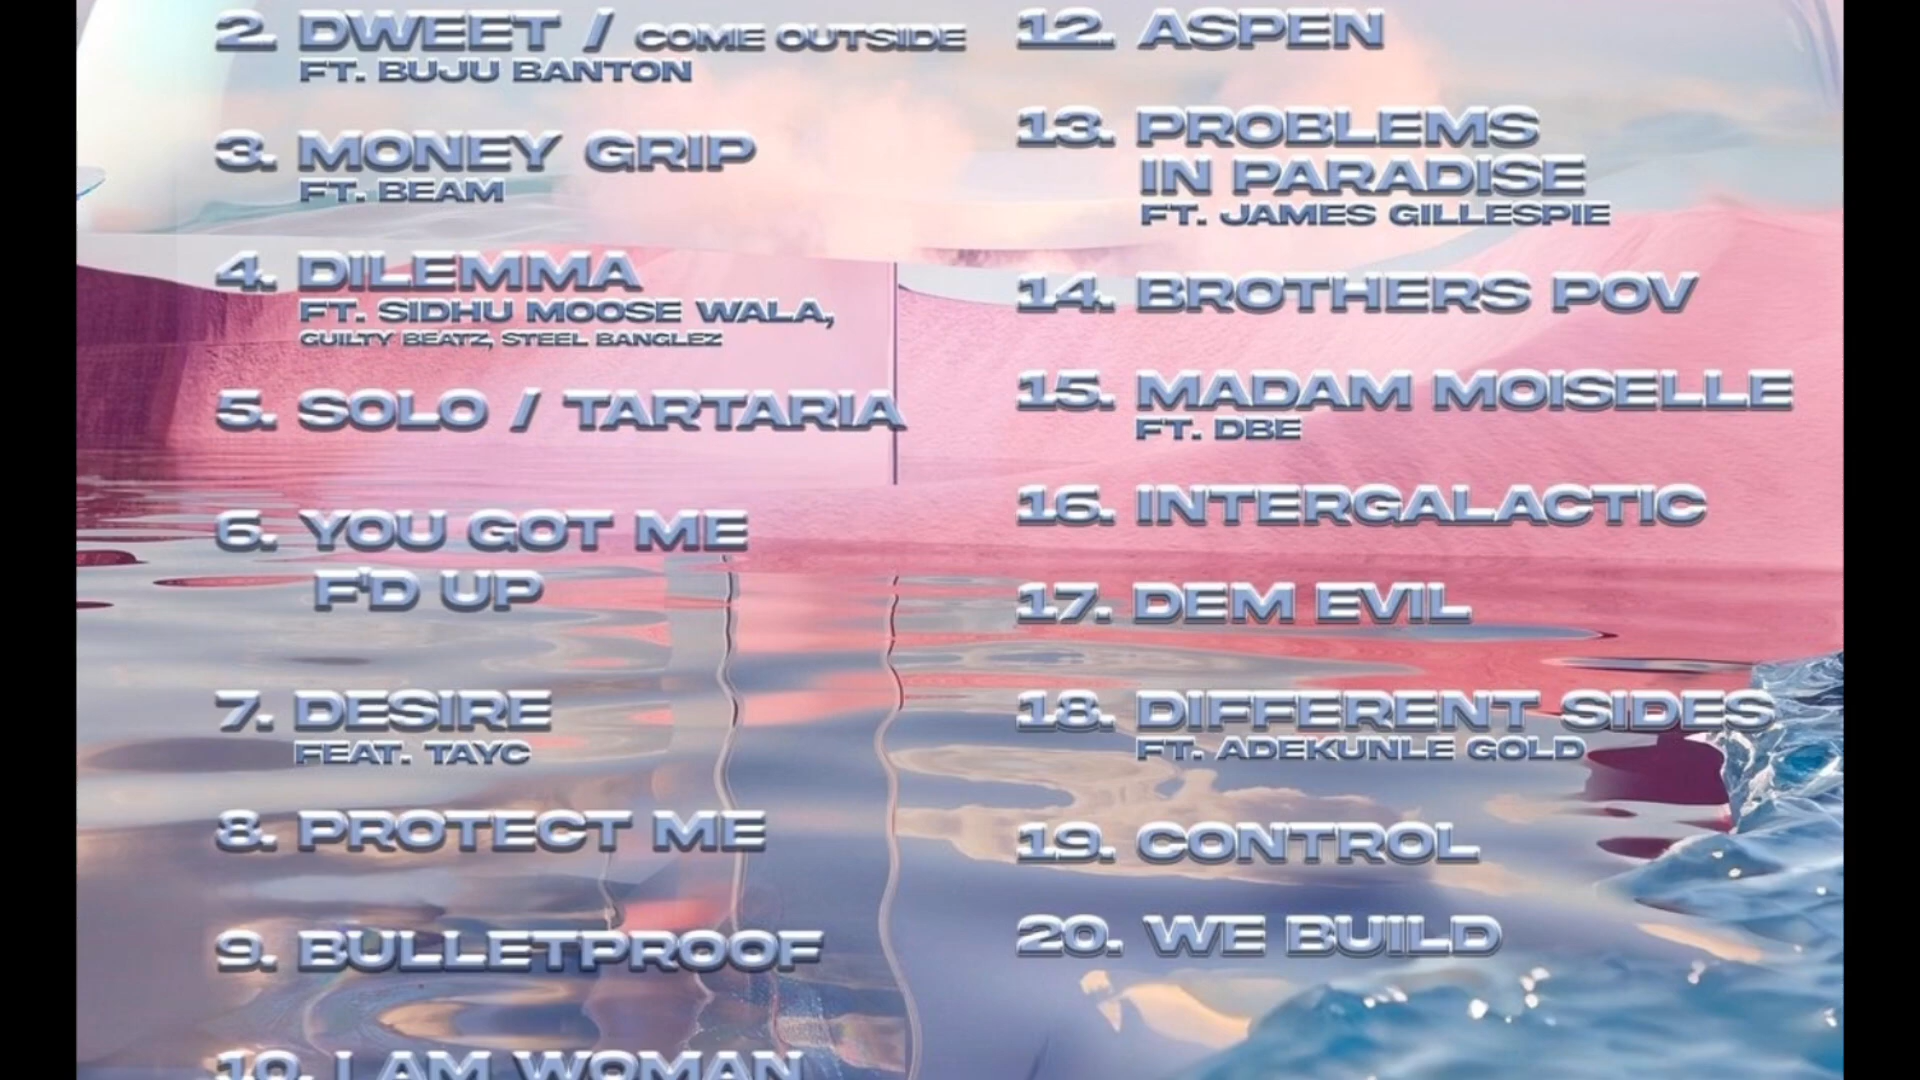 2. DWEET / COME OUTSIDE
FT. BUJU BANTON
3. MONEY GRIP
FT. BEAM
4. DILEMMA
FT. SIDHU MOOSE WALA,
GUILTY BEATZ, STEEL BANGLEZ
5. SOLO / TARTARIA
6. YOU GOT ME
F'D UP
7. DESIRE
FEAT. TAYC
8. PROTECT ME
9. BULLETPROOF
10. I AM WOMAN
12. ASPEN
13. PROBLEMS
IN PARADISE
FT. JAMES GILLESPIE
14. BROTHERS POV
15. MADAM MOISELLE
FT. DBE
16. INTERGALACTIC
17. DEM EVIL
18. DIFFERENT SIDES
FT. ADEKUNLE GOLD
19. CONTROL
20. WE BUILD